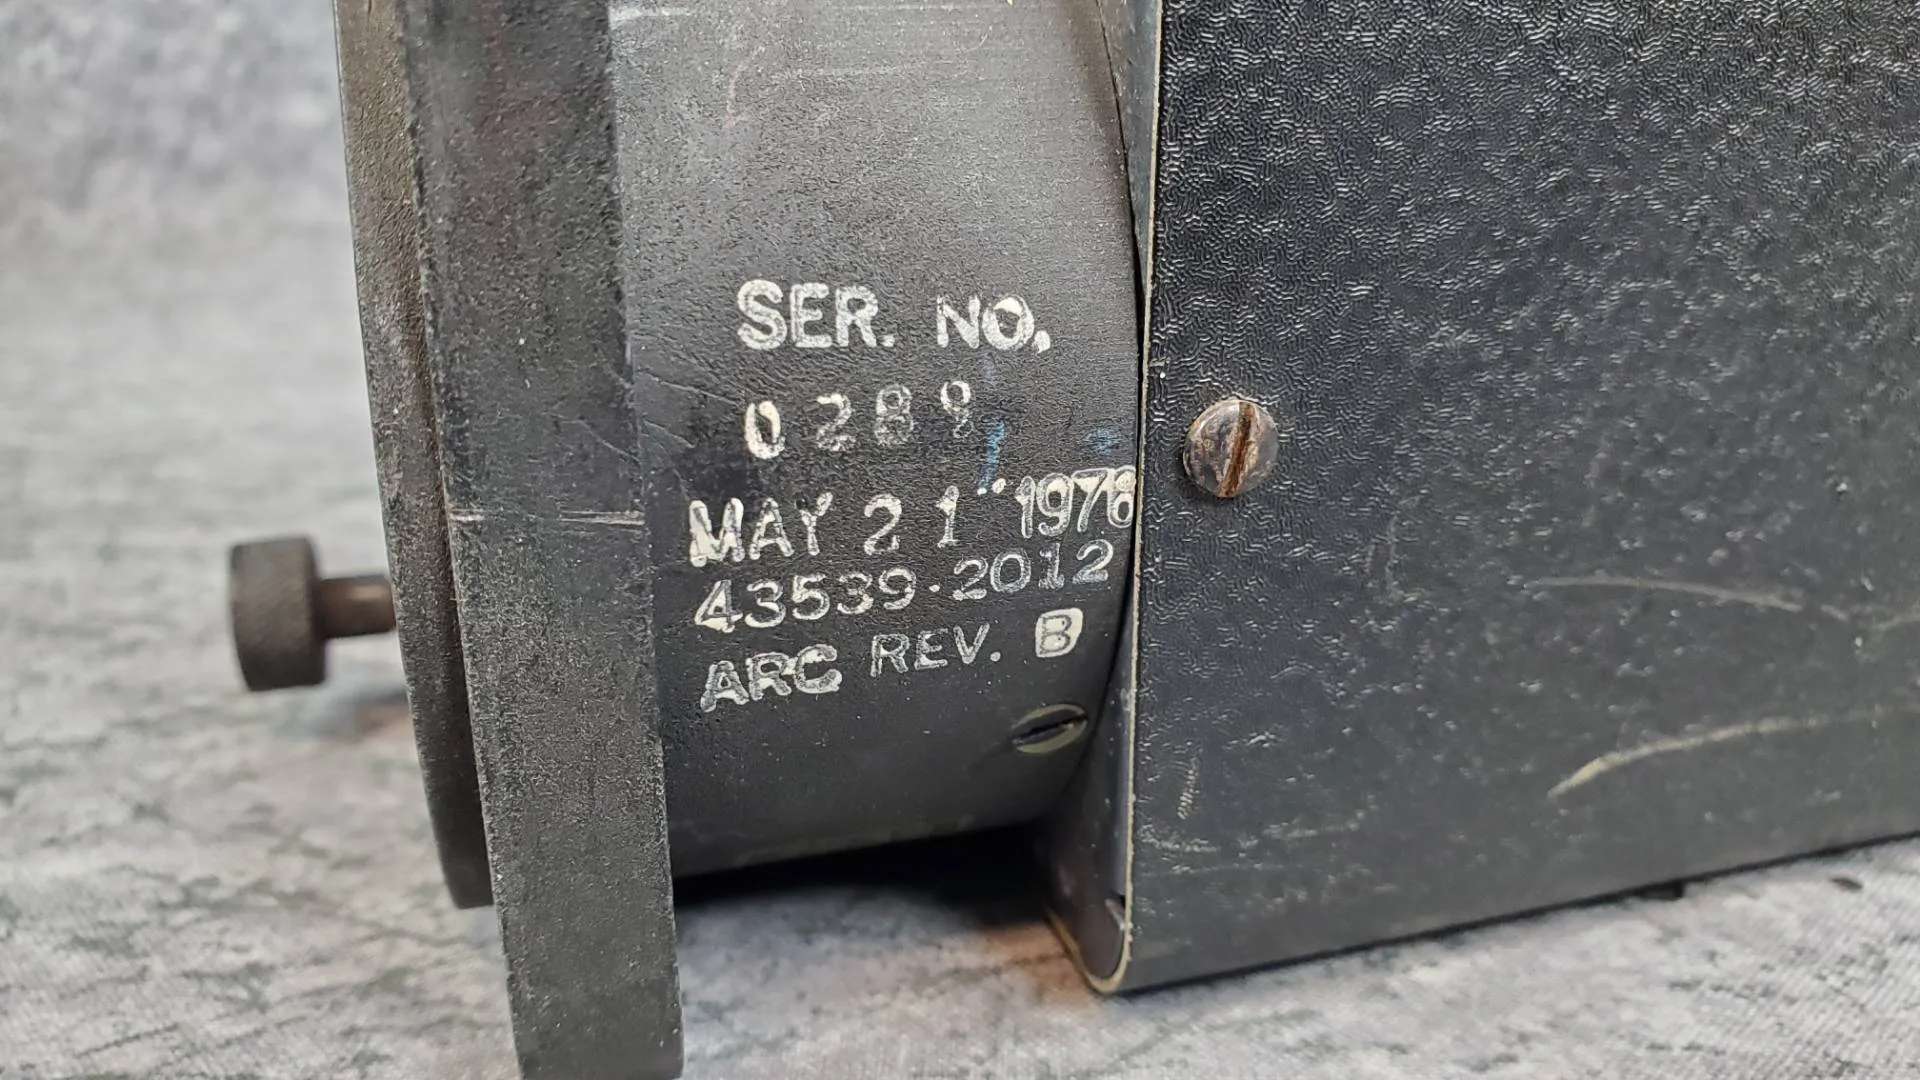 SER. NO.
0289
MAY 21 1976
43539-2012
ARC REV. B